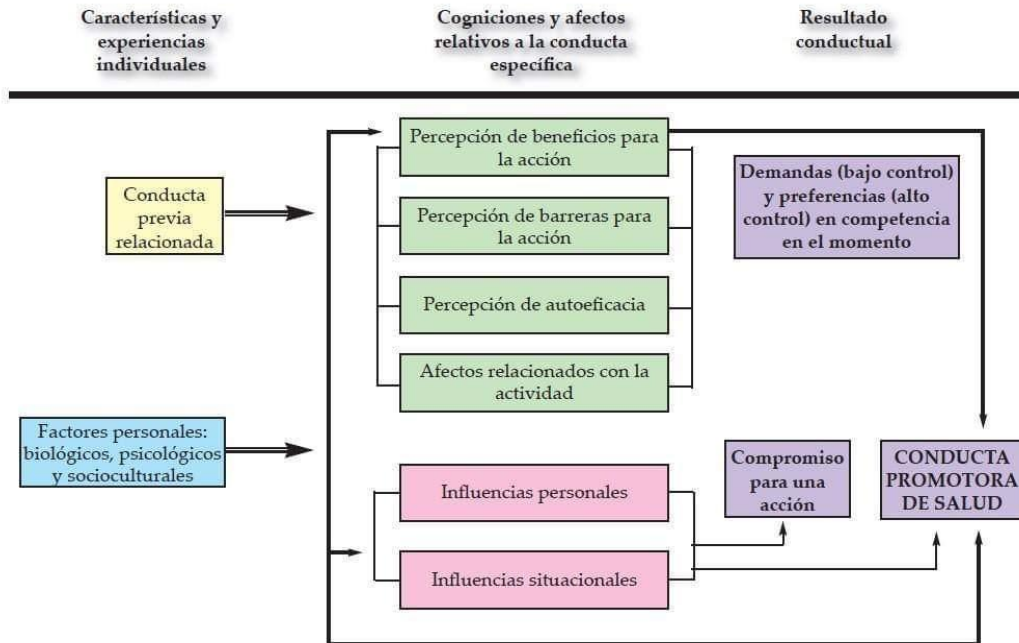 Características y
experiencias
individuales
Cogniciones y afectos
relativos a la conducta
específica
Resultado
conductual
Conducta
previa
relacionada
Factores personales:
biológicos, psicológicos
y socioculturales
Percepción de beneficios para
la acción
Percepción de barreras para
la acción
Percepción de autoeficacia
Afectos relacionados con la
actividad
Influencias personales
Influencias situacionales
Demandas (bajo control)
y preferencias (alto
control) en competencia
en el momento
Compromiso
para una
acción
CONDUCTA
PROMOTORA
DE SALUD